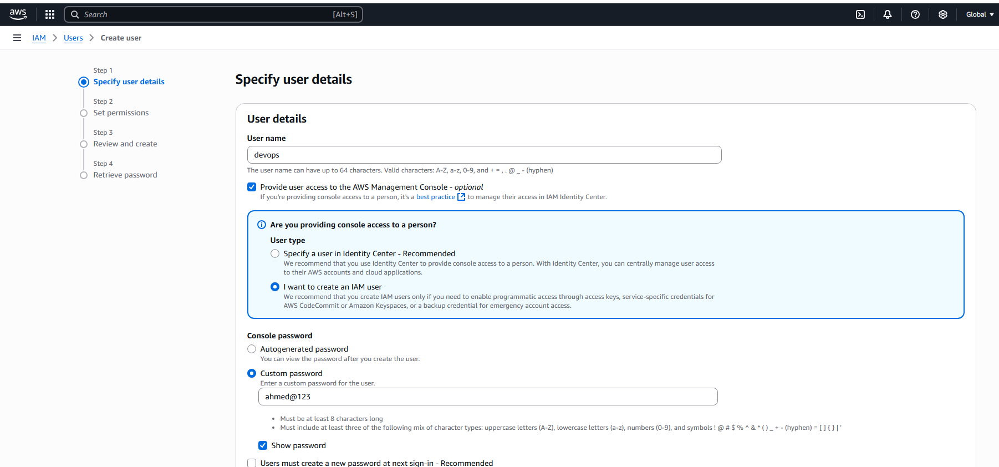 aws
Search [Alt+S]
Global
IAM > Users > Create user
Step 1
Specify user details
Step 2
Set permissions
Step 3
Review and create
Step 4
Retrieve password
Specify user details
User details
User name
devops
The user name can have up to 64 characters. Valid characters: A-Z, a-z, 0-9, and + = , . @ _ - (hyphen)
Provide user access to the AWS Management Console - optional
If you're providing console access to a person, it's a best practice to manage their access in IAM Identity Center.
Are you providing console access to a person?
User type
Specify a user in Identity Center - Recommended
We recommend that you use Identity Center to provide console access to a person. With Identity Center, you can centrally manage user access
to their AWS accounts and cloud applications.
I want to create an IAM user
We recommend that you create IAM users only if you need to enable programmatic access through access keys, service-specific credentials for
AWS CodeCommit or Amazon Keyspaces, or a backup credential for emergency account access.
Console password
Autogenerated password
You can view the password after you create the user.
Custom password
Enter a custom password for the user.
ahmed@123
• Must be at least 8 characters long
• Must include at least three of the following mix of character types: uppercase letters (A-Z), lowercase letters (a-z), numbers (0-9), and symbols ! @ # $ % ^ & * ( ) _ + - (hyphen) = [ ] { } | '
Show password
Users must create a new password at next sign-in - Recommended